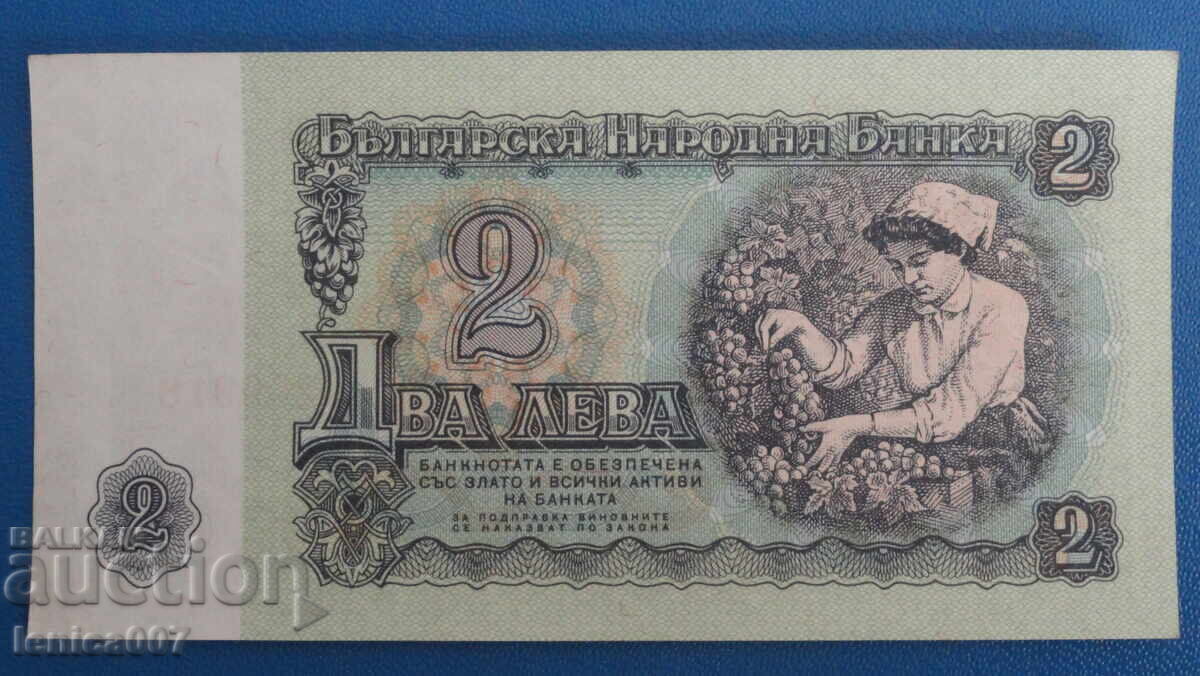 БЪЛГАРСКА НАРОДНА БАНКА
2
2
ДВА ЛЕВА
БАНКНОТАТА Е ОБЕЗПЕЧЕНА
СЪС ЗЛАТО И ВСИЧКИ АКТИВИ
НА БАНКАТА
ЗА ПОДПРАВКА ВИНОВНИТЕ
СЕ НАКАЗВАТ ПО ЗАКОНА
2
2
auction
lenica007